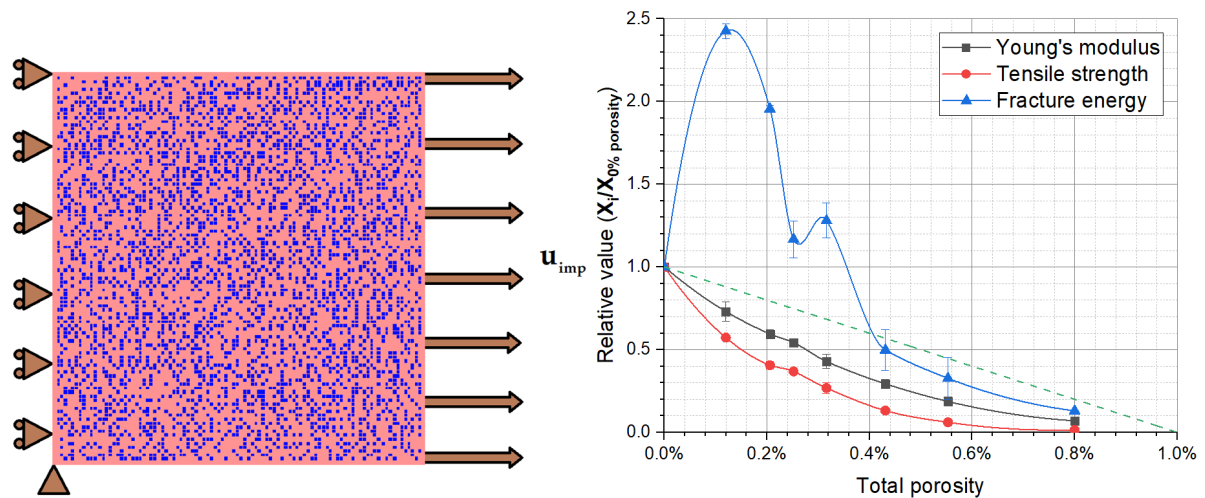 u_imp
Relative value (X_i/X_0% porosity)
2.5
2.0
1.5
1.0
0.5
0.0
Young's modulus
Tensile strength
Fracture energy
0.0% 0.2% 0.4% 0.6% 0.8% 1.0%
Total porosity